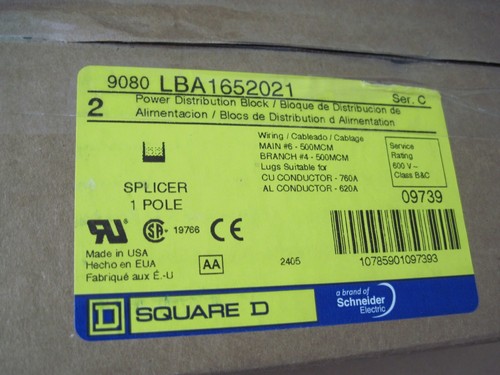 9080 LBA1652021
Ser. C
2
Power Distribution Block / Bloque de Distribucion de
Alimentacion / Blocs de Distribution d Alimentation
Wiring / Cableado / Cablage
MAIN #6 - 500MCM
BRANCH #4 - 500MCM
Lugs Suitable for
CU CONDUCTOR - 760A
AL CONDUCTOR - 620A
Service
Rating
600 V ~
Class B&C
SPLICER
1 POLE
09739
SA 19766 CE
Made in USA
Hecho en EUA
Fabriqué aux É.-U
AA
2405
10785901097393
D SQUARE D
a brand of
Schneider
Electric